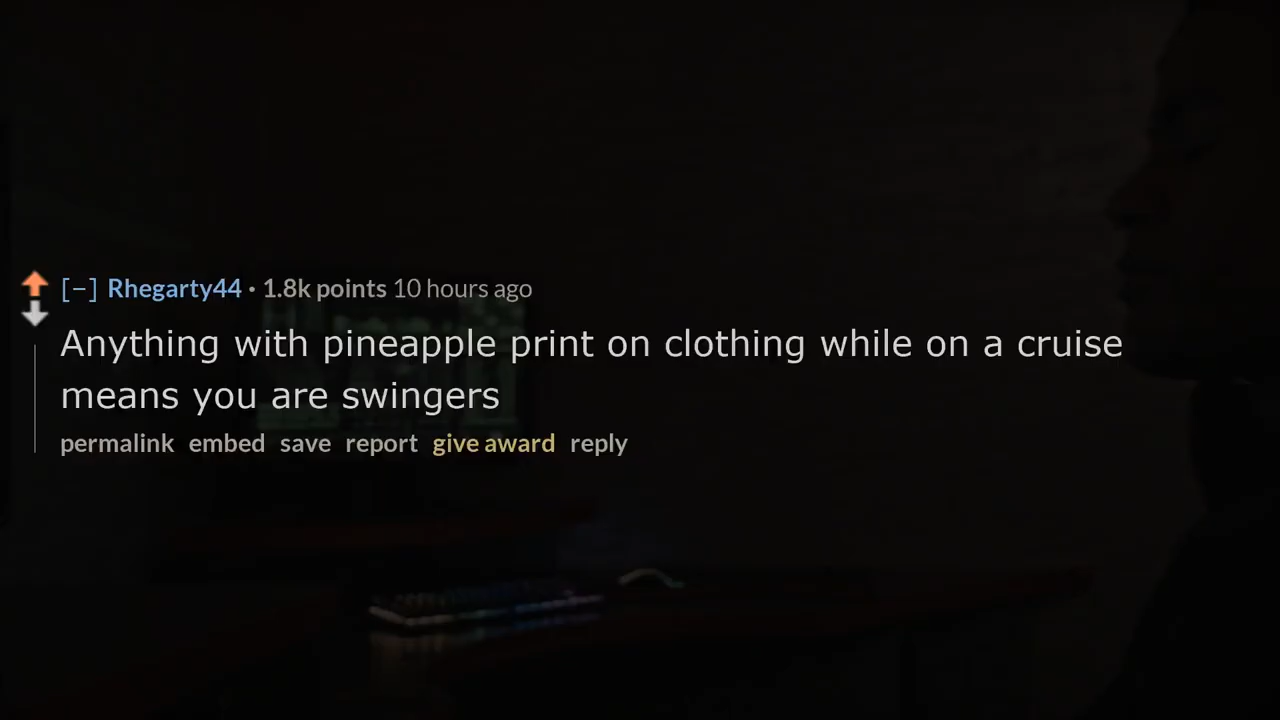 [–] Rhegarty44 • 1.8k points 10 hours ago
Anything with pineapple print on clothing while on a cruise
means you are swingers
permalink embed save report give award reply